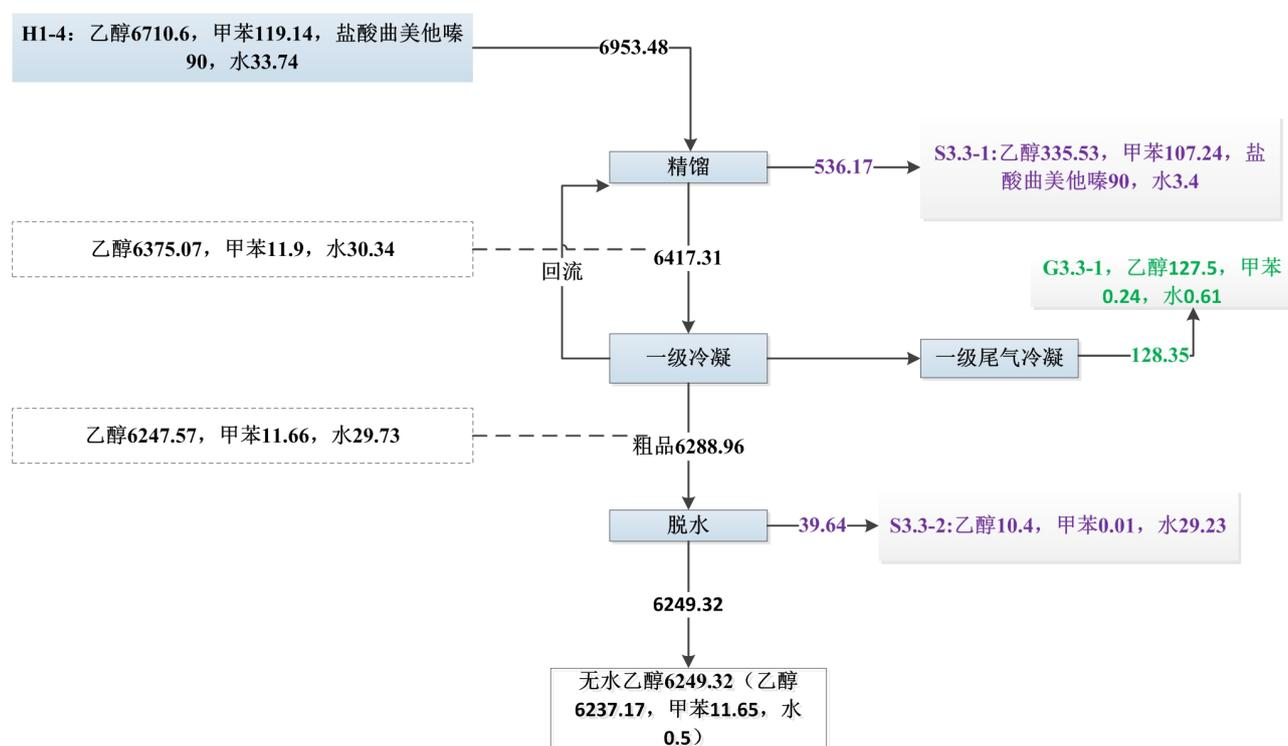 H1-4：乙醇6710.6，甲苯119.14，盐酸曲美他嗪
90，水33.74
6953.48
精馏
536.17
S3.3-1:乙醇335.53，甲苯107.24，盐
酸曲美他嗪90，水3.4
乙醇6375.07，甲苯11.9，水30.34
6417.31
回流
G3.3-1，乙醇127.5，甲苯
0.24，水0.61
一级冷凝
一级尾气冷凝
128.35
乙醇6247.57，甲苯11.66，水29.73
粗品6288.96
脱水
39.64
S3.3-2:乙醇10.4，甲苯0.01，水29.23
6249.32
无水乙醇6249.32（乙醇
6237.17，甲苯11.65，水
0.5）